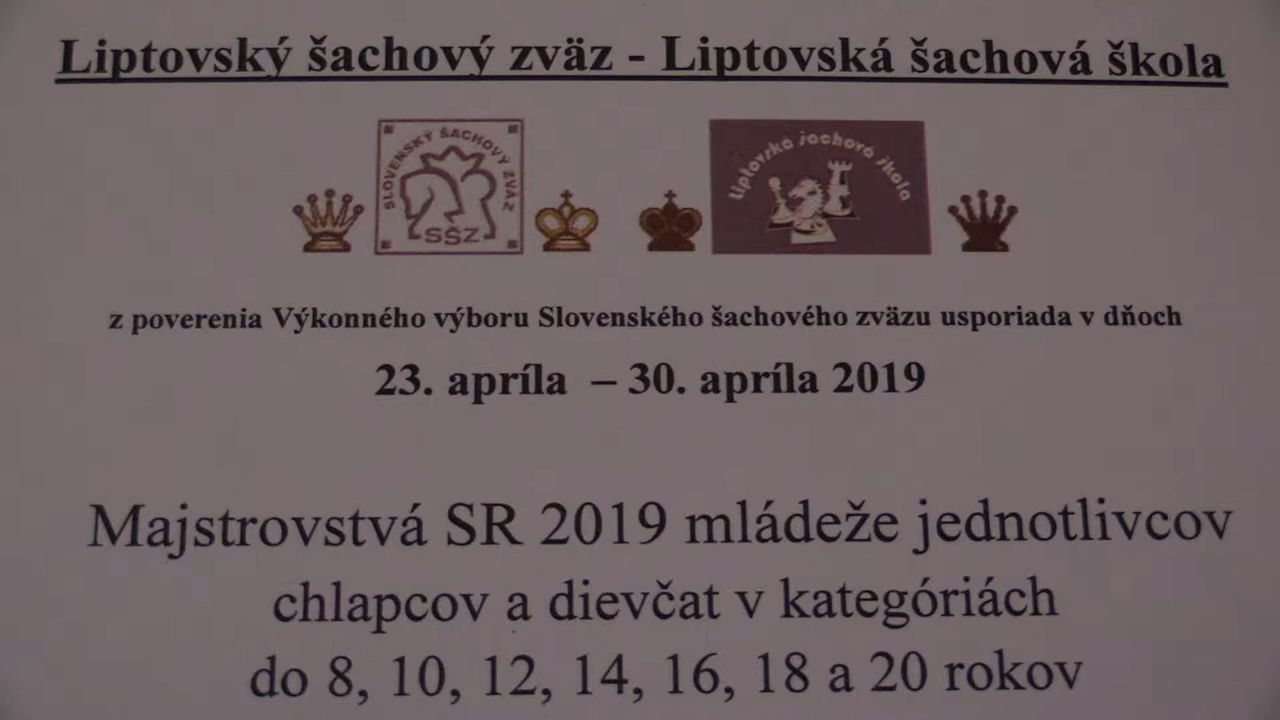 Liptovský šachový zväz - Liptovská šachová škola
SLOVENSKÝ ŠACHOVÝ ZVÄZ
SŠZ
Liptovská šachová škola
z poverenia Výkonného výboru Slovenského šachového zväzu usporiada v dňoch
23. apríla – 30. apríla 2019
Majstrovstvá SR 2019 mládeže jednotlivcov
chlapcov a dievčat v kategóriách
do 8, 10, 12, 14, 16, 18 a 20 rokov